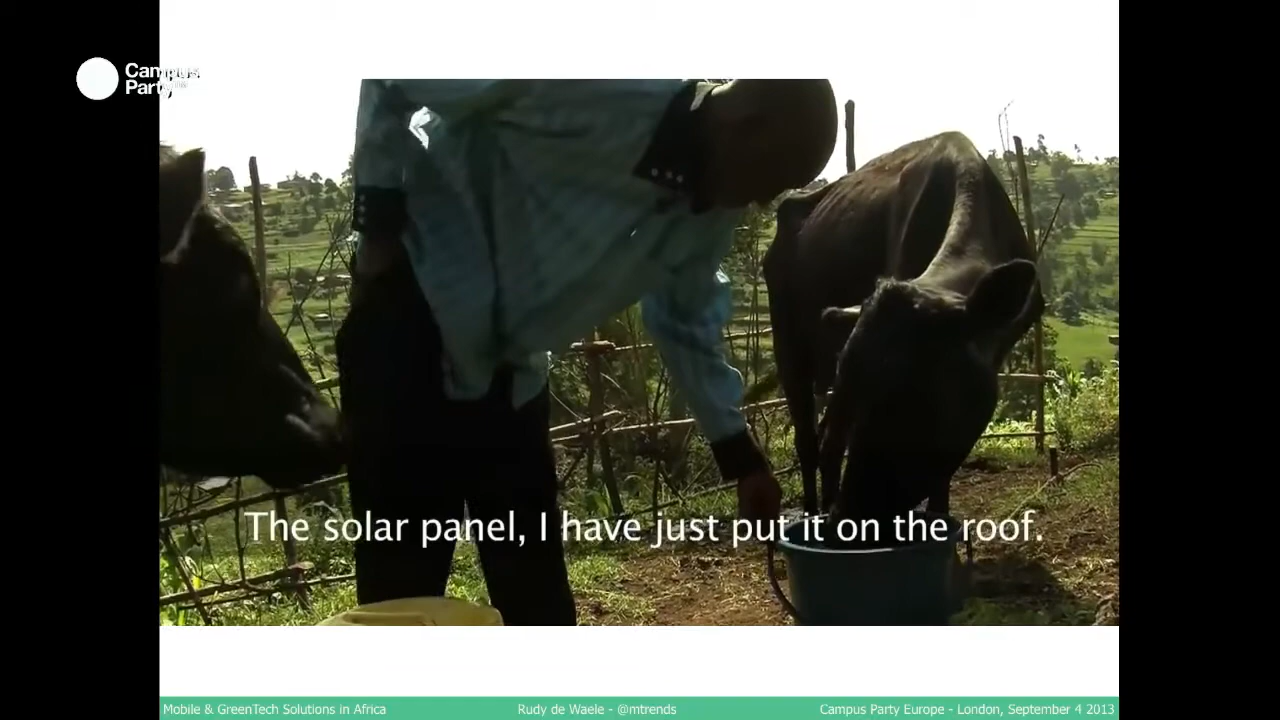 Campus
Party
The solar panel, I have just put it on the roof.
Mobile & GreenTech Solutions in Africa
Rudy de Waele - @mtrends
Campus Party Europe - London, September 4 2013